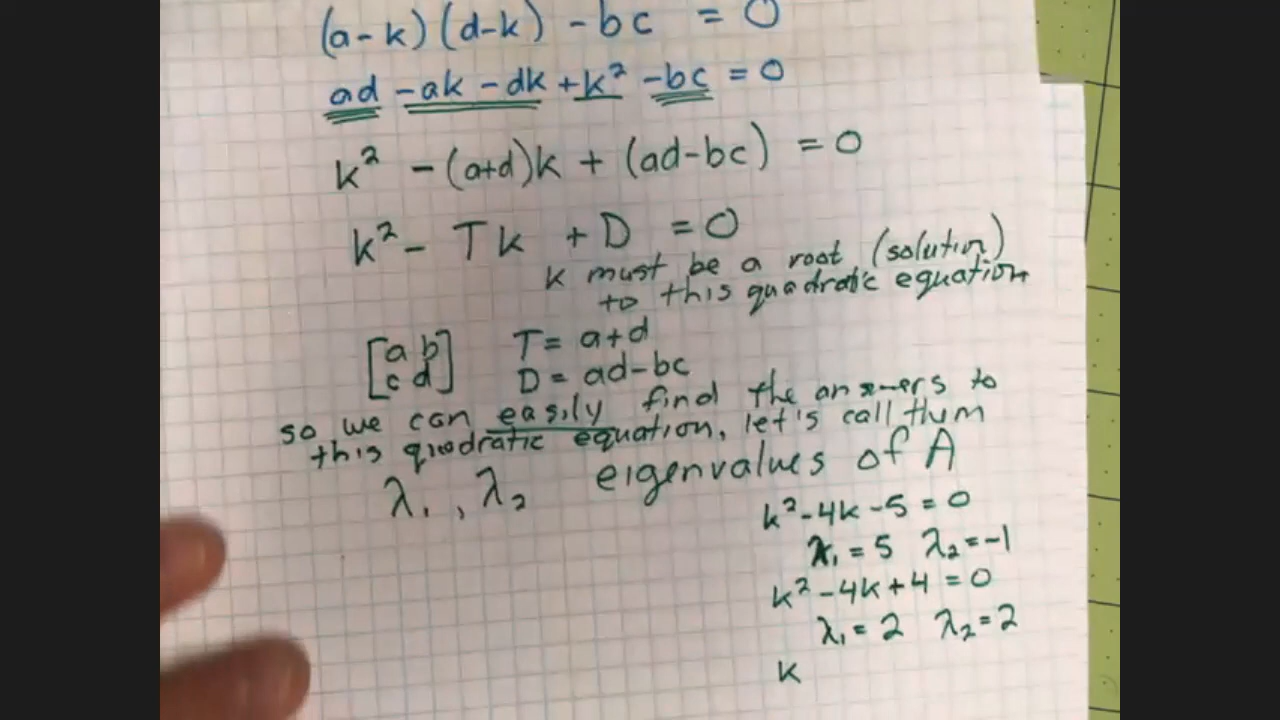 (a-k)(d-k) -bc = 0
ad -ak - dk +k² -bc = 0
k² -(a+d)k + (ad-bc) = 0
k² - Tk + D = 0
k must be a root (solution)
to this quadratic equation
[a b T = a+d
c d] D = ad-bc
so we can easily find the answers to
this quadratic equation, let's call them
λ₁, λ₂ eigenvalues of A
k²-4k-5=0
λ₁ = 5 λ₂=-1
k²-4k+4=0
λ₁=2 λ₂=2
k